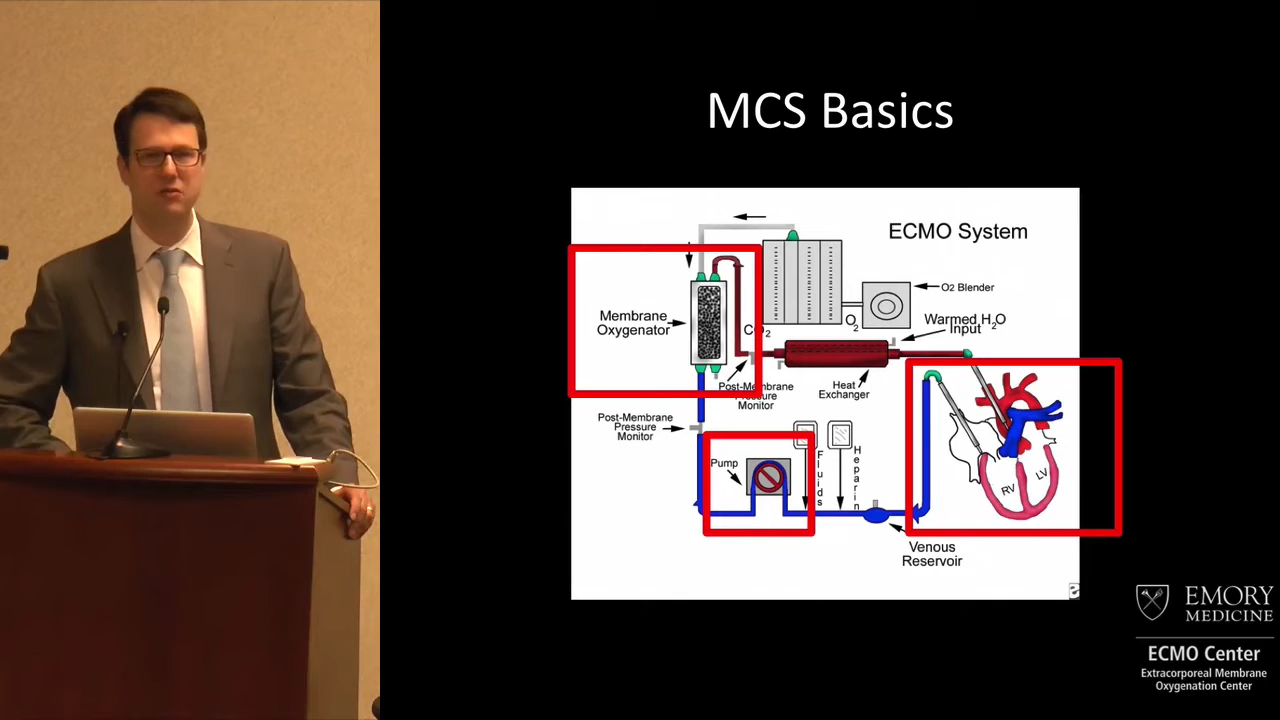 MCS Basics
ECMO System
O2 Blender
Membrane
Oxygenator
CO2
O2
Warmed H2O
Input
Post-Membrane
Pressure
Monitor
Heat
Exchanger
Post-Membrane
Pressure
Monitor
Pump
Fluids
Heparin
RV
LV
Venous
Reservoir
EMORY
MEDICINE
ECMO Center
Extracorporeal Membrane
Oxygenation Center